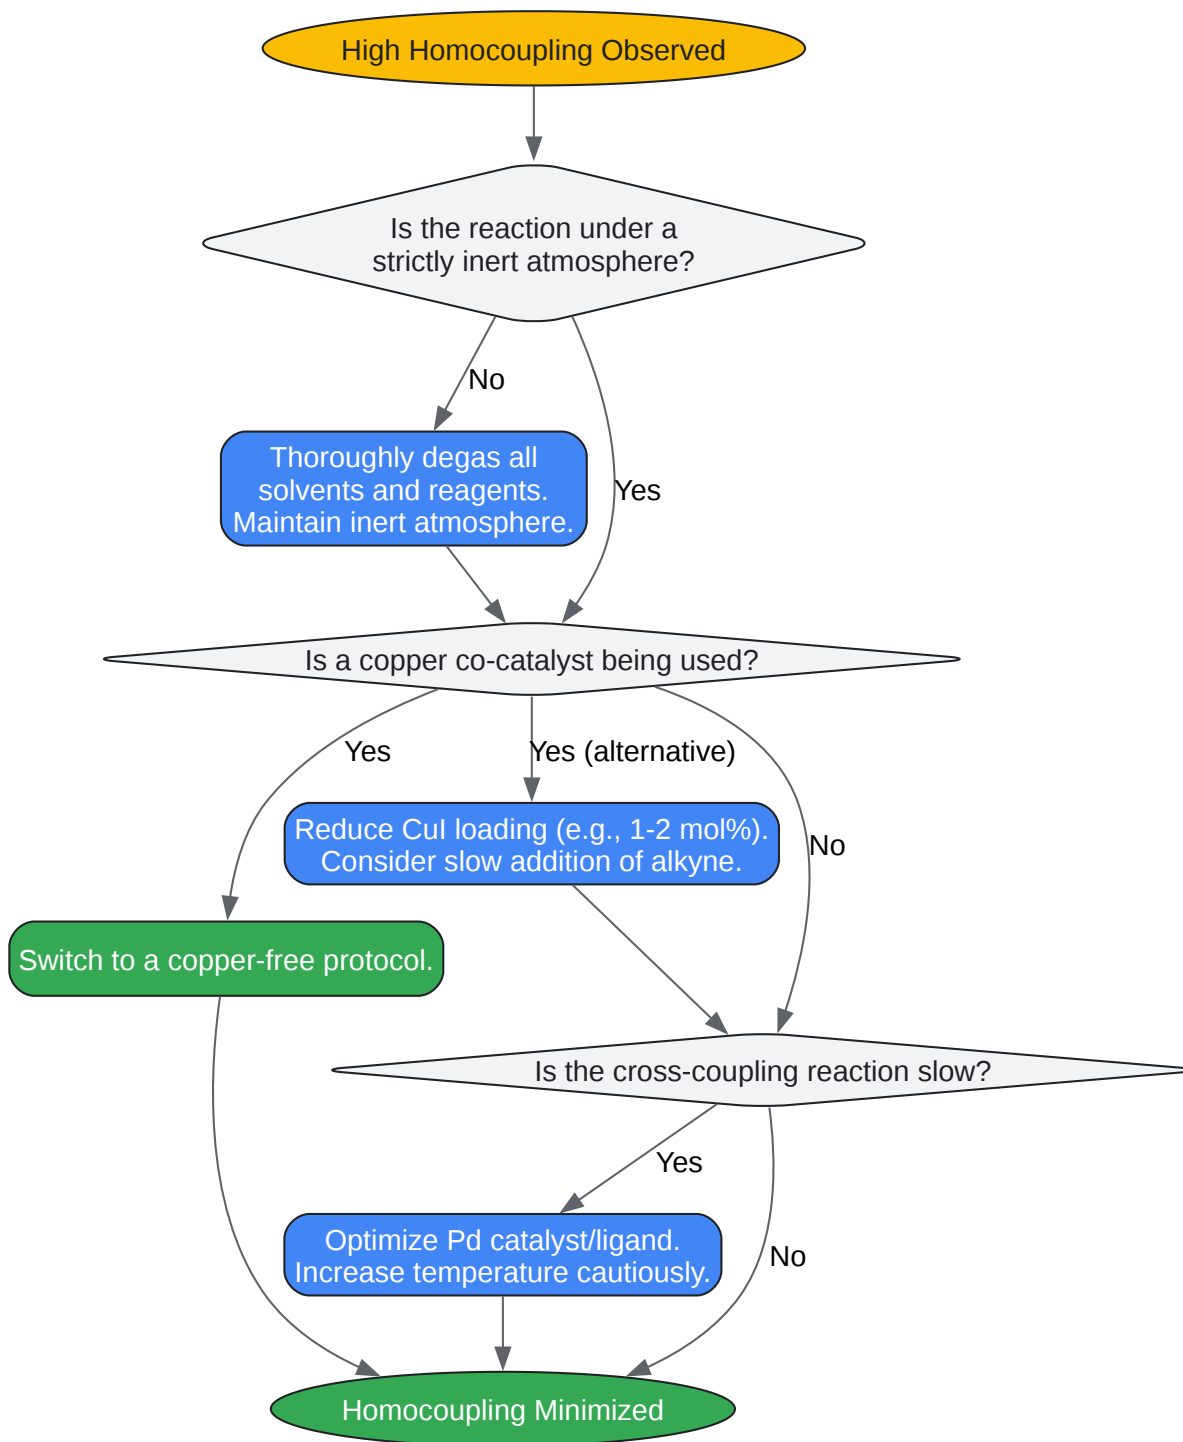 High Homocoupling Observed
Is the reaction under a
strictly inert atmosphere?
No
Thoroughly degas all
solvents and reagents.
Maintain inert atmosphere.
Yes
Is a copper co-catalyst being used?
Yes
Yes (alternative)
Reduce CuI loading (e.g., 1-2 mol%).
Consider slow addition of alkyne.
No
Switch to a copper-free protocol.
Is the cross-coupling reaction slow?
Yes
Optimize Pd catalyst/ligand.
Increase temperature cautiously.
No
Homocoupling Minimized